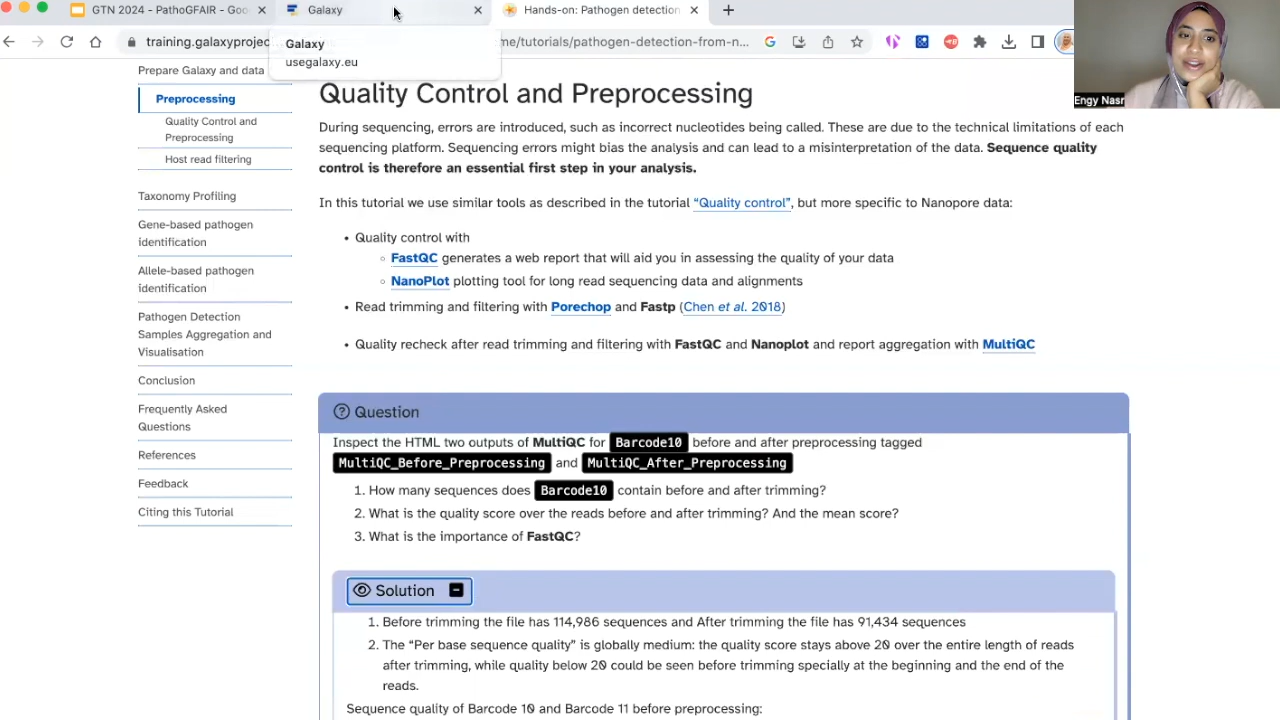 GTN 2024 - PathoGFAIR - Goo
Galaxy
Hands-on: Pathogen detection
training.galaxyprojec
me/tutorials/pathogen-detection-from-n...
Galaxy
usegalaxy.eu
Engy Nasr
Prepare Galaxy and data
Preprocessing
Quality Control and
Preprocessing
Host read filtering
Taxonomy Profiling
Gene-based pathogen
identification
Allele-based pathogen
identification
Pathogen Detection
Samples Aggregation and
Visualisation
Conclusion
Frequently Asked
Questions
References
Feedback
Citing this Tutorial
Quality Control and Preprocessing
During sequencing, errors are introduced, such as incorrect nucleotides being called. These are due to the technical limitations of each
sequencing platform. Sequencing errors might bias the analysis and can lead to a misinterpretation of the data. Sequence quality
control is therefore an essential first step in your analysis.
In this tutorial we use similar tools as described in the tutorial “Quality control”, but more specific to Nanopore data:
• Quality control with
◦ FastQC generates a web report that will aid you in assessing the quality of your data
◦ NanoPlot plotting tool for long read sequencing data and alignments
• Read trimming and filtering with Porechop and Fastp (Chen et al. 2018)
• Quality recheck after read trimming and filtering with FastQC and Nanoplot and report aggregation with MultiQC
Question
Inspect the HTML two outputs of MultiQC for Barcode10 before and after preprocessing tagged
MultiQC_Before_Preprocessing and MultiQC_After_Preprocessing
1. How many sequences does Barcode10 contain before and after trimming?
2. What is the quality score over the reads before and after trimming? And the mean score?
3. What is the importance of FastQC?
Solution
1. Before trimming the file has 114,986 sequences and After trimming the file has 91,434 sequences
2. The “Per base sequence quality” is globally medium: the quality score stays above 20 over the entire length of reads
after trimming, while quality below 20 could be seen before trimming specially at the beginning and the end of the
reads.
Sequence quality of Barcode 10 and Barcode 11 before preprocessing: